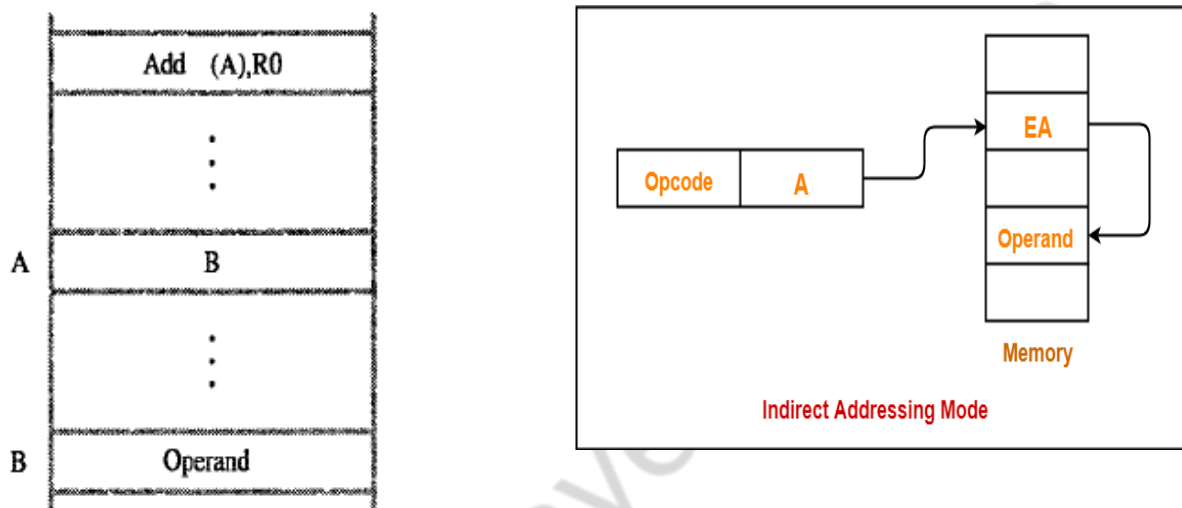 Add (A),R0
A
B
B
Operand
Opcode
A
EA
Operand
Memory
Indirect Addressing Mode